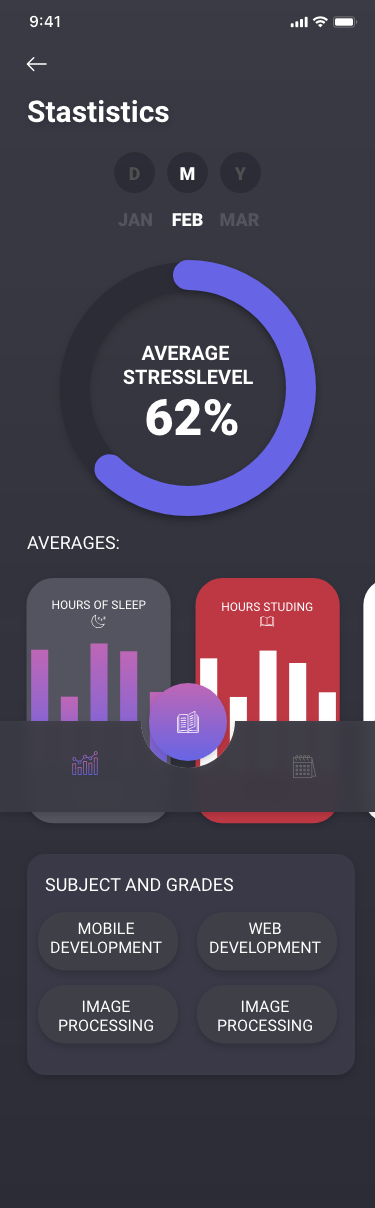 9:41
Stastistics
D M Y
JAN FEB MAR
AVERAGE
STRESSLEVEL
62%
AVERAGES:
HOURS OF SLEEP
HOURS STUDING
SUBJECT AND GRADES
MOBILE
DEVELOPMENT
WEB
DEVELOPMENT
IMAGE
PROCESSING
IMAGE
PROCESSING